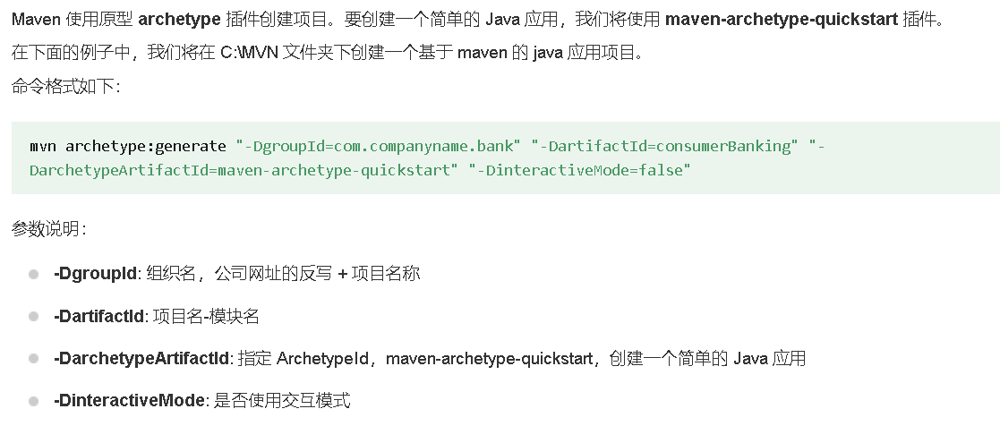 Maven 使用原型 archetype 插件创建项目。要创建一个简单的 Java 应用，我们将使用 maven-archetype-quickstart 插件。
在下面的例子中，我们将在 C:\MVN 文件夹下创建一个基于 maven 的 java 应用项目。
命令格式如下：
mvn archetype:generate "-DgroupId=com.companyname.bank" "-DartifactId=consumerBanking" "-
DarchetypeArtifactId=maven-archetype-quickstart" "-DinteractiveMode=false"
参数说明：
-DgroupId: 组织名，公司网址的反写 + 项目名称
-DartifactId: 项目名-模块名
-DarchetypeArtifactId: 指定 ArchetypeId，maven-archetype-quickstart，创建一个简单的 Java 应用
-DinteractiveMode: 是否使用交互模式